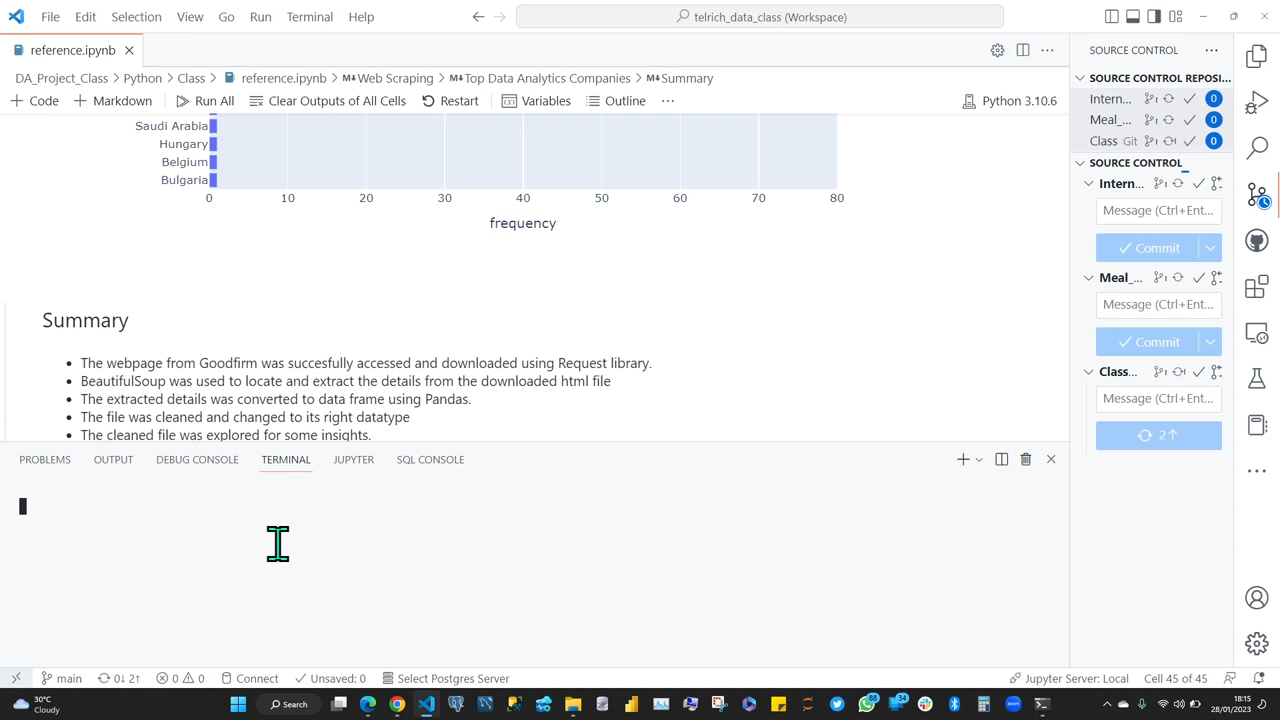 File Edit Selection View Go Run Terminal Help
telrich_data_class (Workspace)
reference.ipynb
SOURCE CONTROL
DA_Project_Class > Python > Class > reference.ipynb > Web Scraping > Top Data Analytics Companies > Summary
SOURCE CONTROL REPOSI...
+ Code + Markdown Run All Clear Outputs of All Cells Restart Variables Outline ... Python 3.10.6
Intern... 0
Meal_... 0
Class Git 0
Saudi Arabia
Hungary
Belgium
Bulgaria
0 10 20 30 40 50 60 70 80
frequency
SOURCE CONTROL
Intern...
Message (Ctrl+Ent...
Commit
Meal_...
Message (Ctrl+Ent...
Commit
Class...
Message (Ctrl+Ent...
2↑
Summary
• The webpage from Goodfirm was succesfully accessed and downloaded using Request library.
• BeautifulSoup was used to locate and extract the details from the downloaded html file
• The extracted details was converted to data frame using Pandas.
• The file was cleaned and changed to its right datatype
• The cleaned file was explored for some insights.
PROBLEMS OUTPUT DEBUG CONSOLE TERMINAL JUPYTER SQL CONSOLE
main 0↓ 2↑ 0 0 Connect Unsaved: 0 Select Postgres Server Jupyter Server: Local Cell 45 of 45
30°C
Cloudy
Search
88
34
18:15
28/01/2023